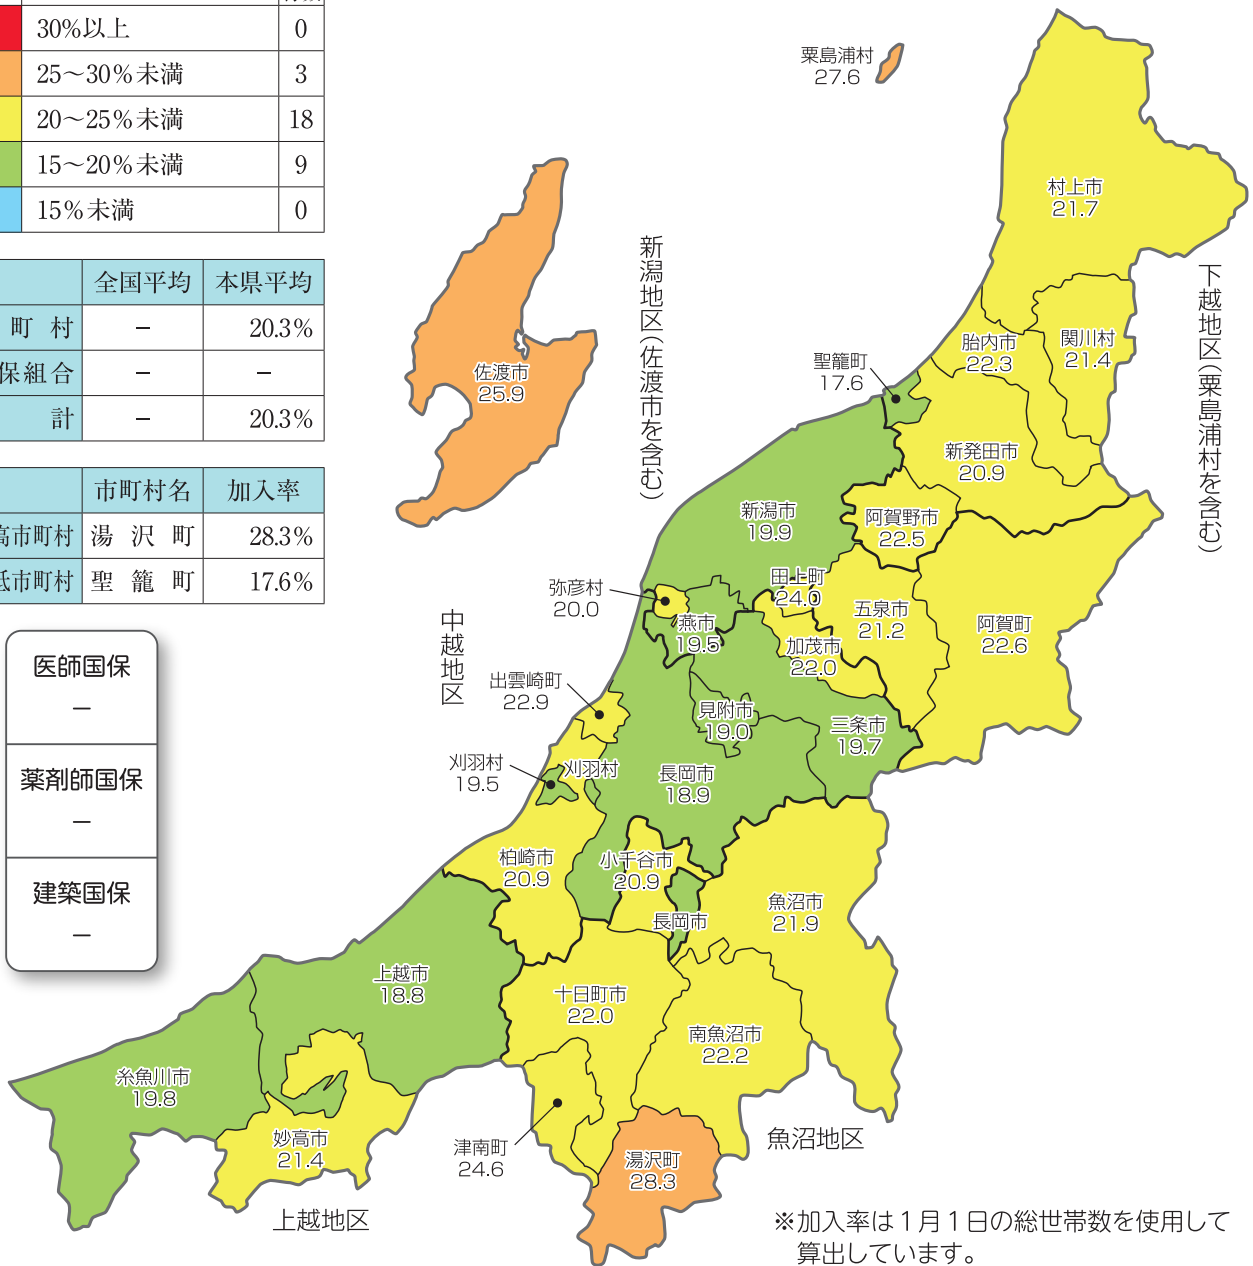 30%以上 0
25～30%未満 3
20～25%未満 18
15～20%未満 9
15%未満 0
全国平均 本県平均
町村 － 20.3%
保組合 － －
計 － 20.3%
市町村名 加入率
高市町村 湯沢町 28.3%
低市町村 聖籠町 17.6%
医師国保
－
薬剤師国保
－
建築国保
－
粟島浦村
27.6
村上市
21.7
新潟地区(佐渡市を含む)
下越地区(粟島浦村を含む)
佐渡市
25.9
胎内市
22.3
関川村
21.4
聖籠町
17.6
新発田市
20.9
新潟市
19.9
阿賀野市
22.5
弥彦村
20.0
田上町
24.0
燕市
19.5
五泉市
21.2
阿賀町
22.6
加茂市
22.0
中越地区
出雲崎町
22.9
見附市
19.0
三条市
19.7
刈羽村
19.5
刈羽村
長岡市
18.9
柏崎市
20.9
小千谷市
20.9
長岡市
魚沼市
21.9
上越市
18.8
十日町市
22.0
南魚沼市
22.2
糸魚川市
19.8
妙高市
21.4
津南町
24.6
湯沢町
28.3
魚沼地区
上越地区
※加入率は1月1日の総世帯数を使用して
算出しています。